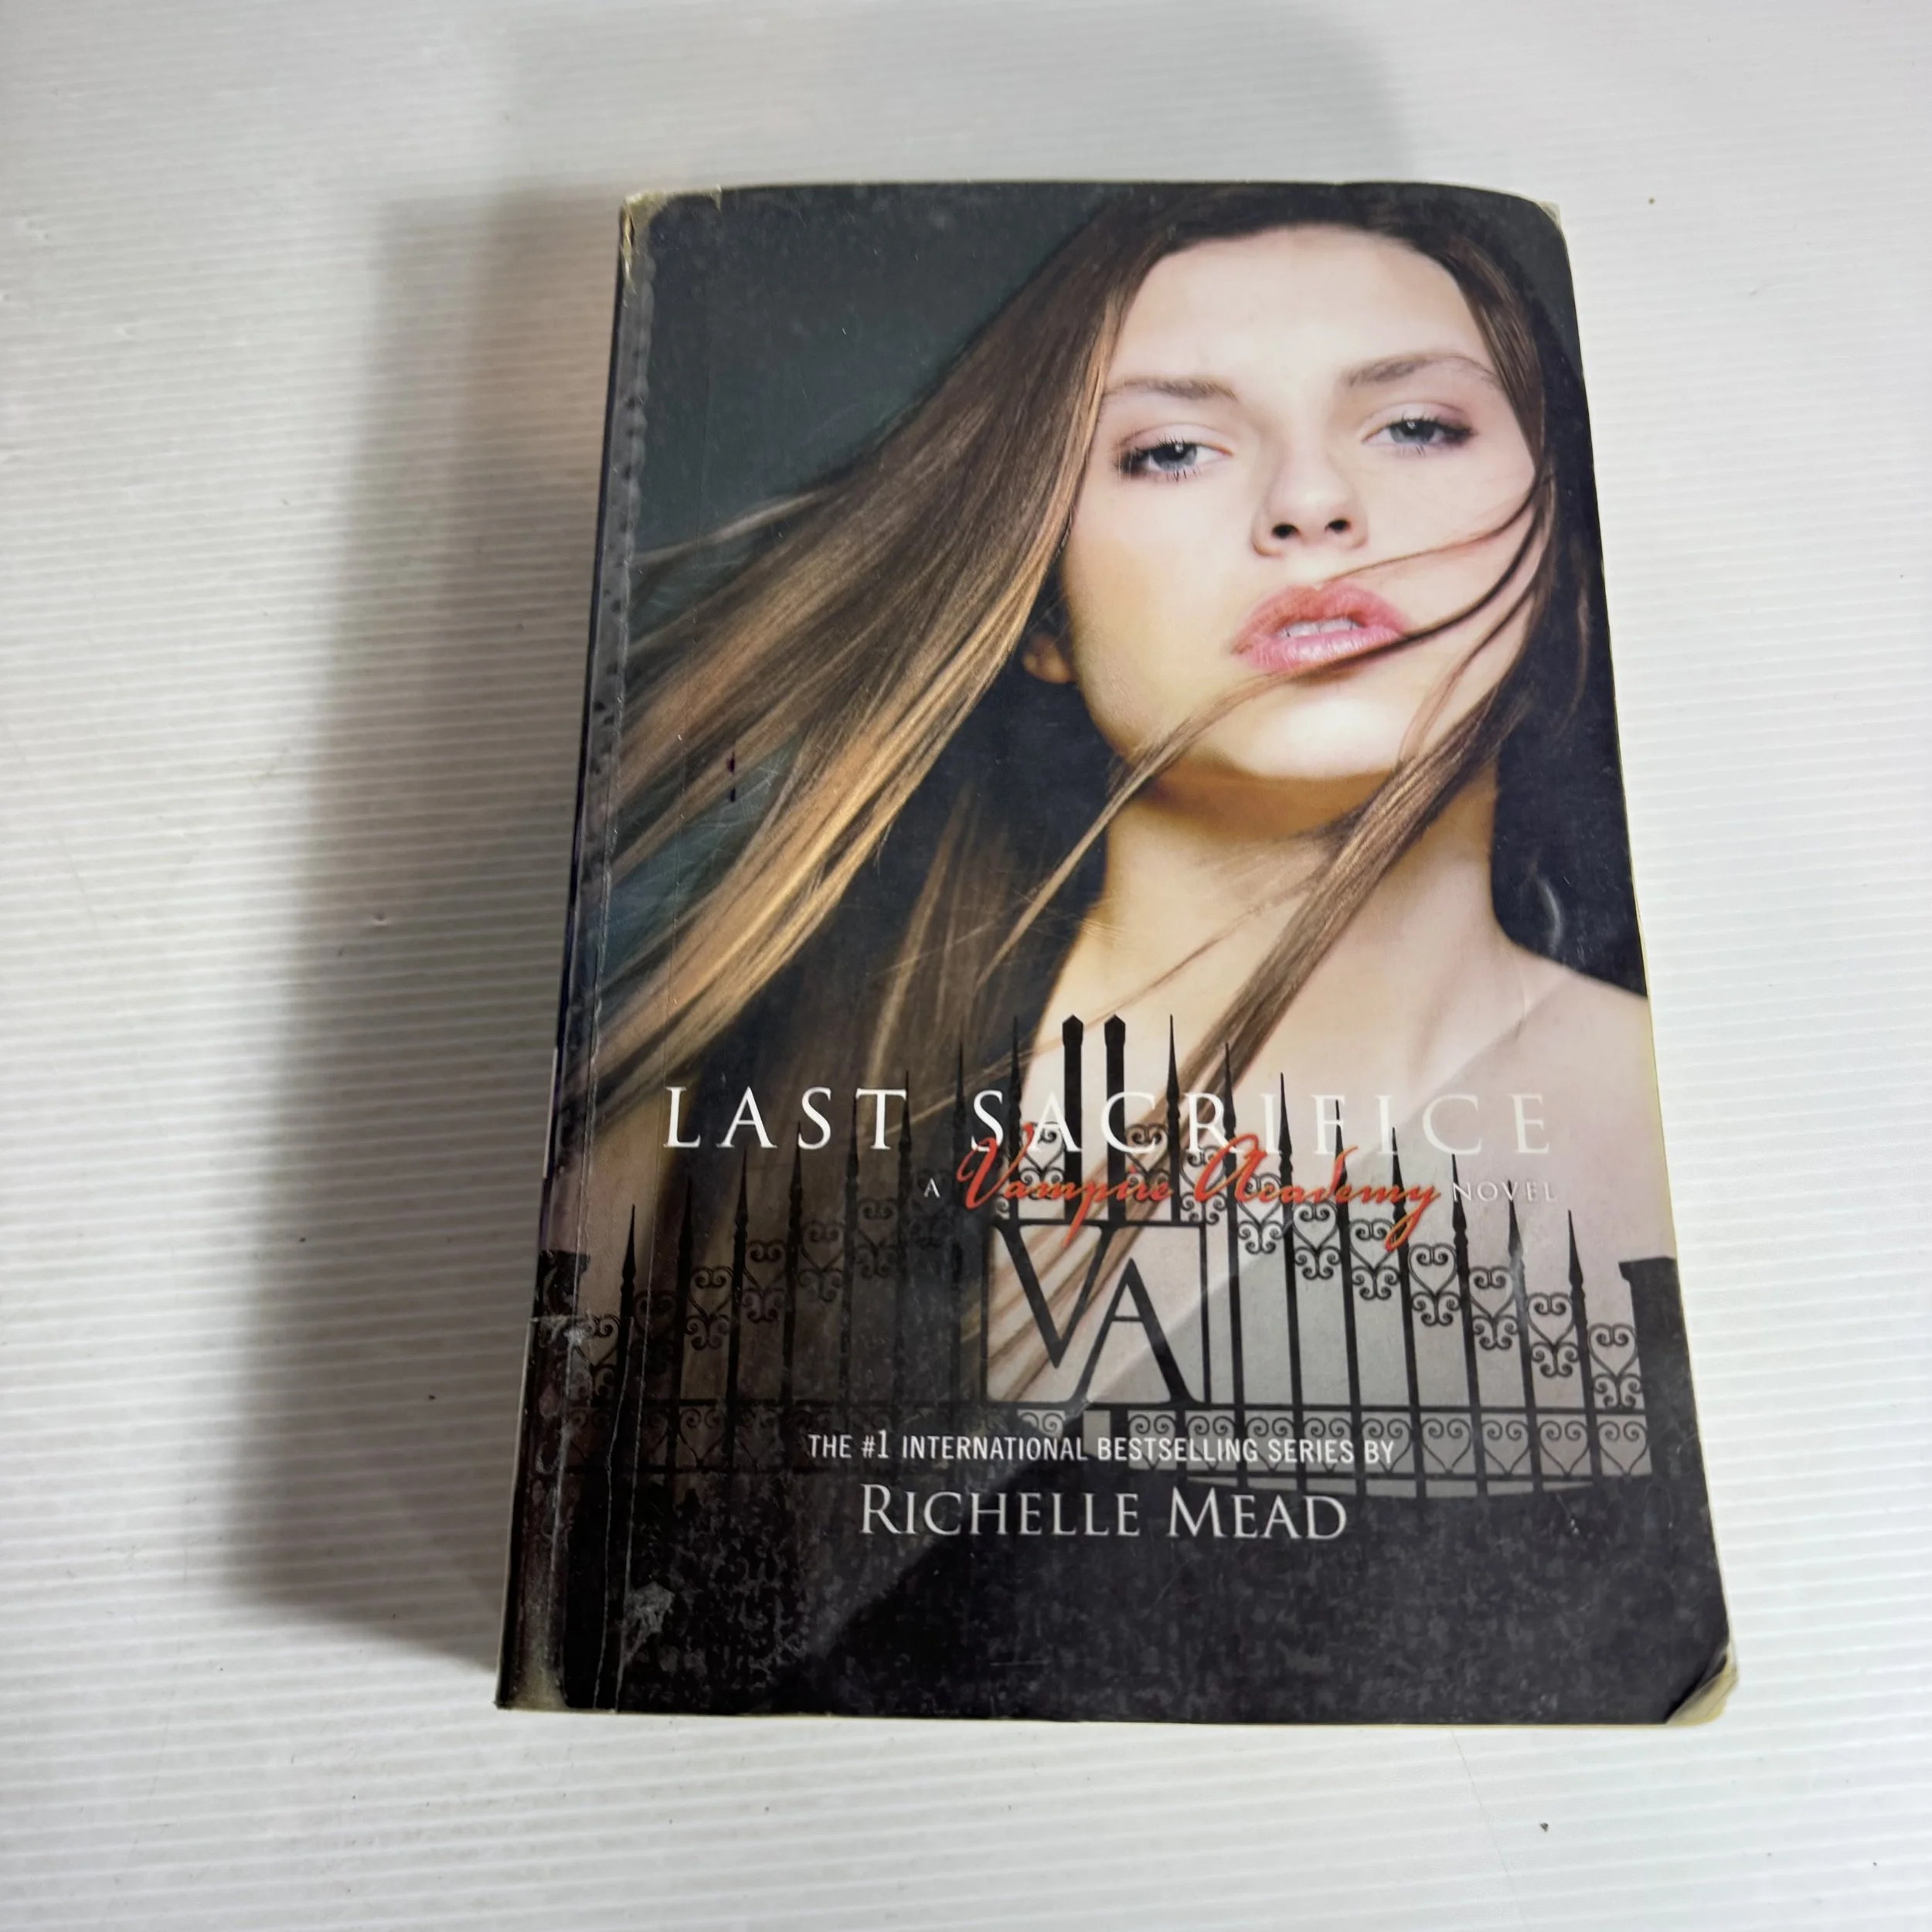 LAST SACRIFICE
A Vampire Academy NOVEL
VA
THE #1 INTERNATIONAL BESTSELLING SERIES BY
RICHELLE MEAD